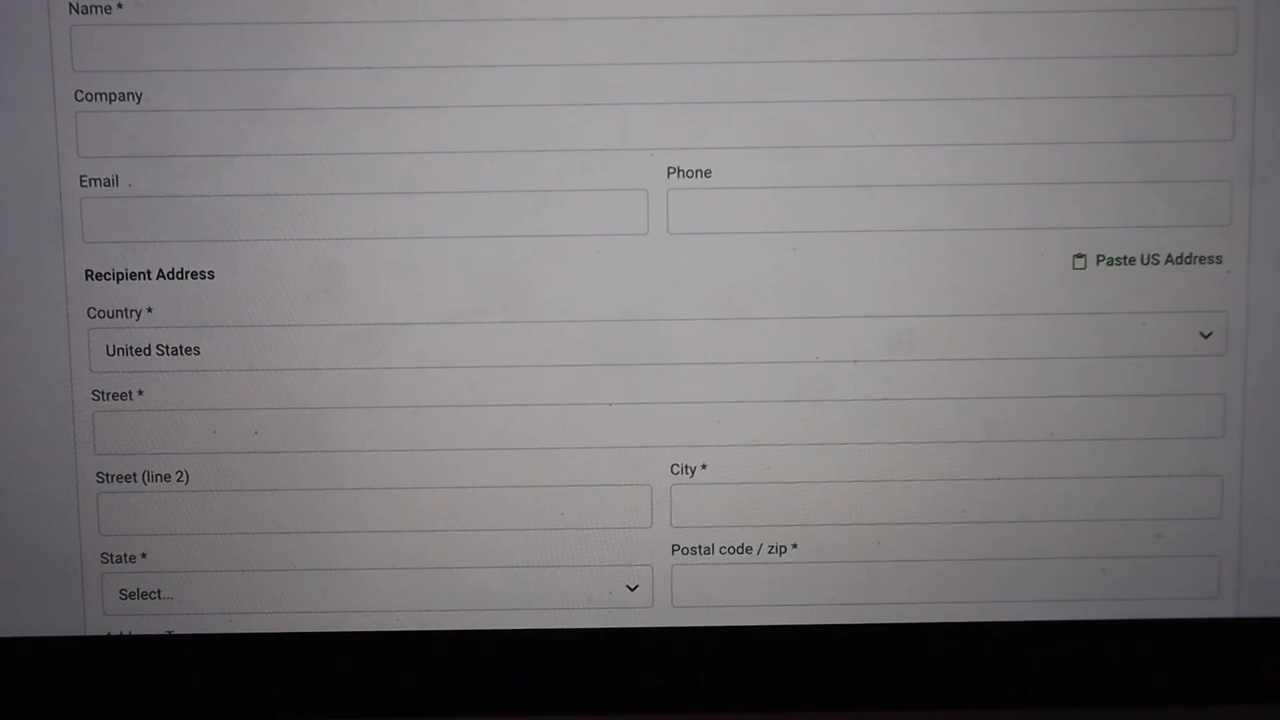 Name *
Company
Email
Phone
Recipient Address
Paste US Address
Country *
United States
Street *
Street (line 2)
City *
State *
Postal code / zip *
Select...